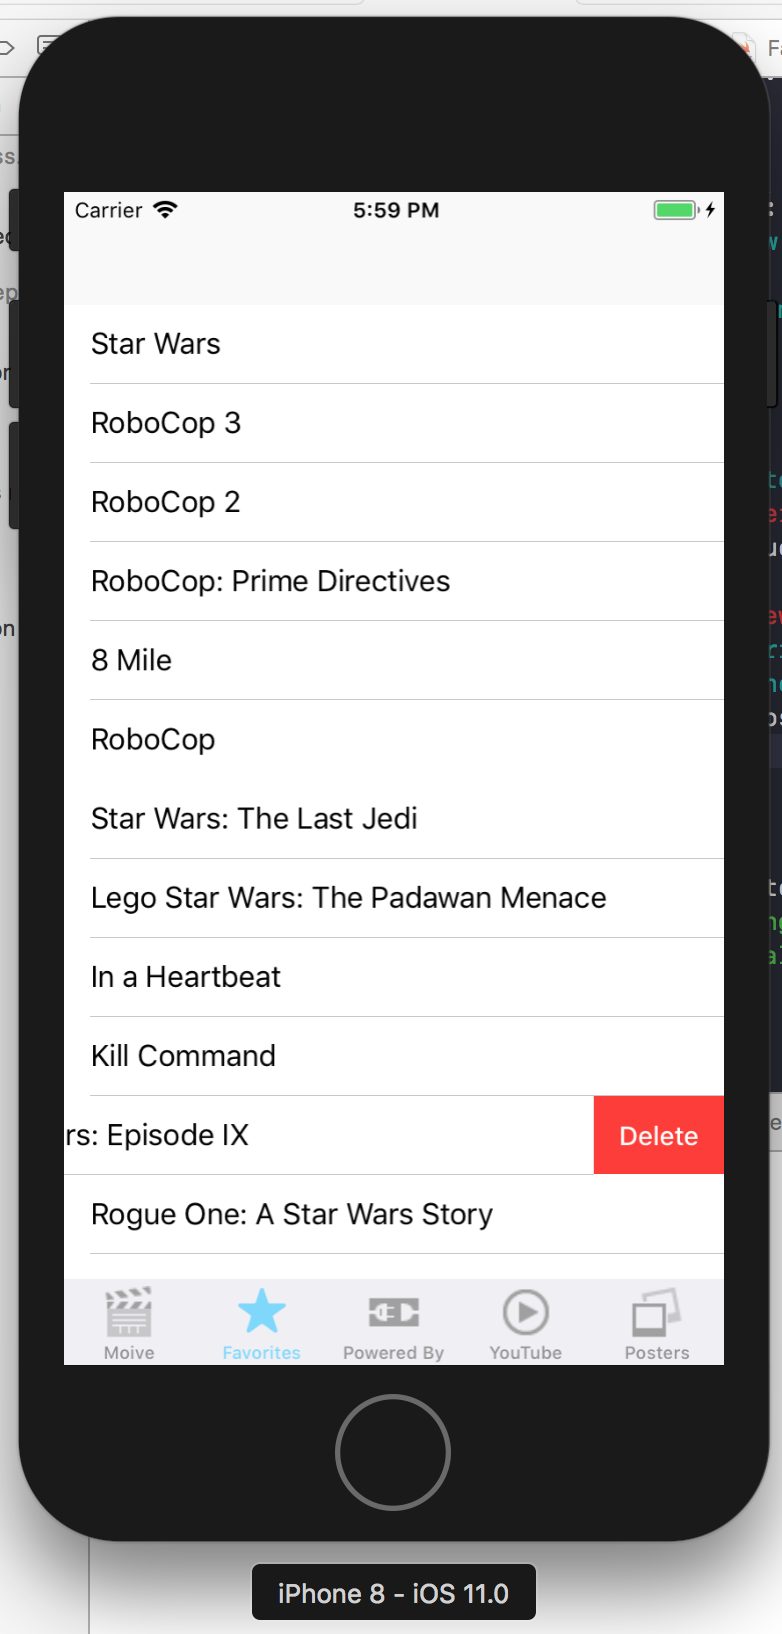 Carrier 5:59 PM
Star Wars
RoboCop 3
RoboCop 2
RoboCop: Prime Directives
8 Mile
RoboCop
Star Wars: The Last Jedi
Lego Star Wars: The Padawan Menace
In a Heartbeat
Kill Command
rs: Episode IX Delete
Rogue One: A Star Wars Story
Moive Favorites Powered By YouTube Posters
iPhone 8 - iOS 11.0